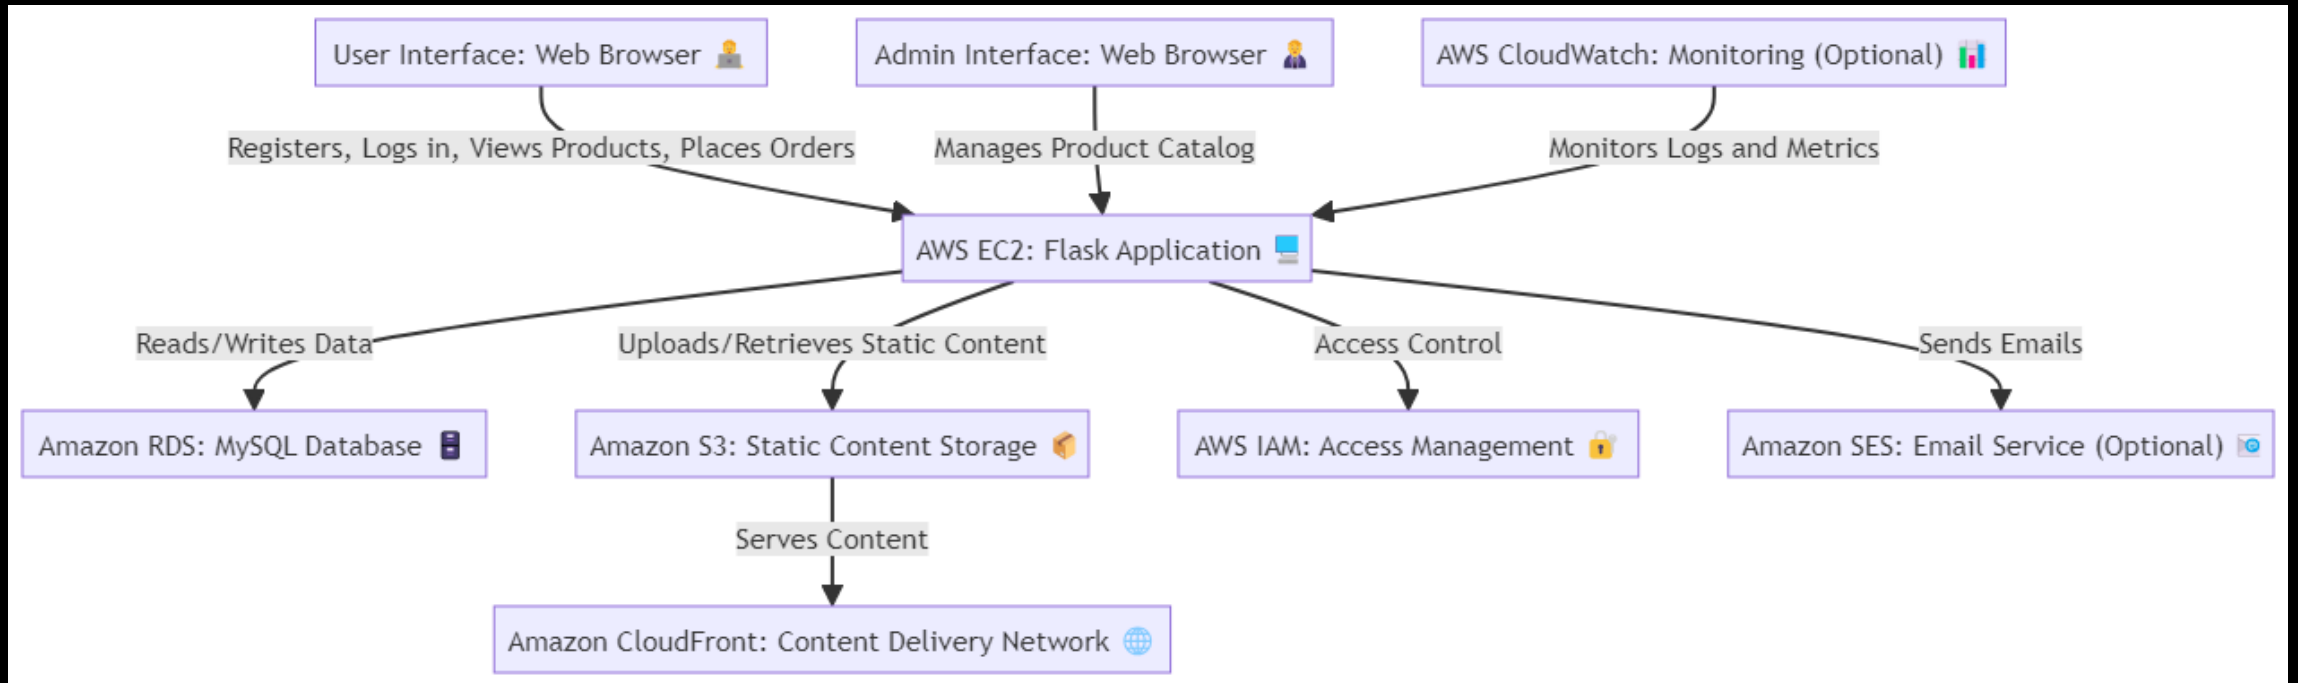 User Interface: Web Browser 🧑‍💻
Admin Interface: Web Browser 🧑‍💼
AWS CloudWatch: Monitoring (Optional) 📊
Registers, Logs in, Views Products, Places Orders
Manages Product Catalog
Monitors Logs and Metrics
AWS EC2: Flask Application 🖥️
Reads/Writes Data
Uploads/Retrieves Static Content
Access Control
Sends Emails
Amazon RDS: MySQL Database 🗄️
Amazon S3: Static Content Storage 📦
AWS IAM: Access Management 🔐
Amazon SES: Email Service (Optional) 📧
Serves Content
Amazon CloudFront: Content Delivery Network 🌐